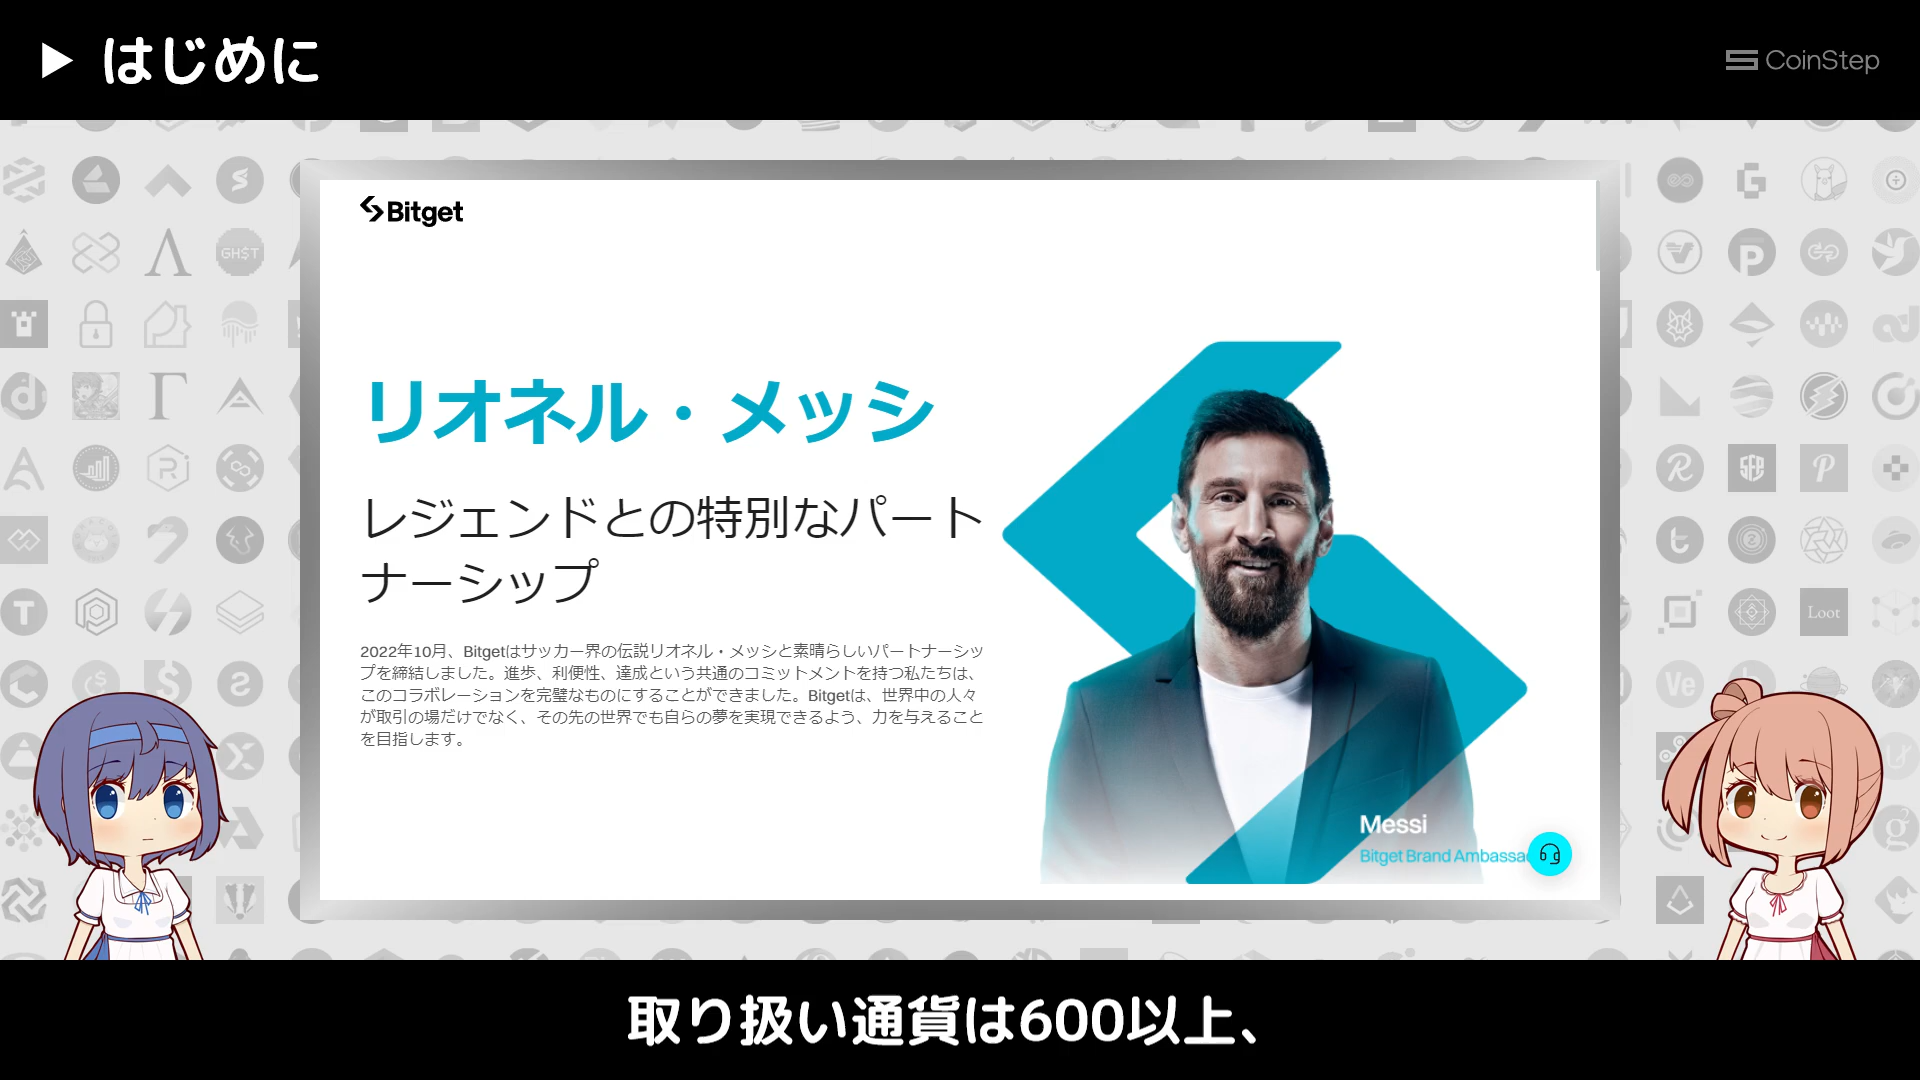 はじめに
CoinStep
Bitget
リオネル・メッシ
レジェンドとの特別なパート
ナーシップ
2022年10月、Bitgetはサッカー界の伝説リオネル・メッシと素晴らしいパートナーシッ
プを締結しました。進歩、利便性、達成という共通のコミットメントを持つ私たちは、
このコラボレーションを完璧なものにすることができました。Bitgetは、世界中の人々
が取引の場だけでなく、その先の世界でも自らの夢を実現できるよう、力を与えること
を目指します。
Messi
Bitget Brand Ambassa
GH$T
SFP
Loot
Ve
取り扱い通貨は600以上、